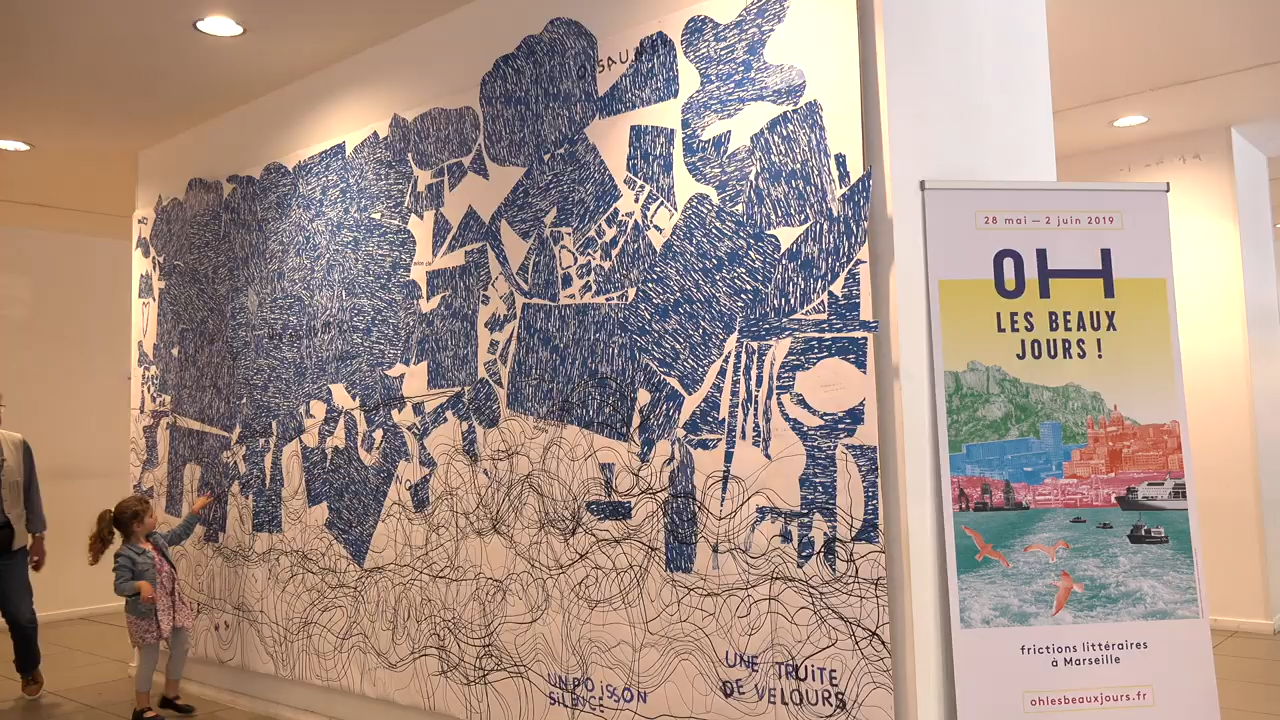 UN POISSON
SILENCE
UNE TRUITE
DE VELOURS
28 mai – 2 juin 2019
OH
LES BEAUX
JOURS !
frictions littéraires
à Marseille
ohlesbeauxjours.fr